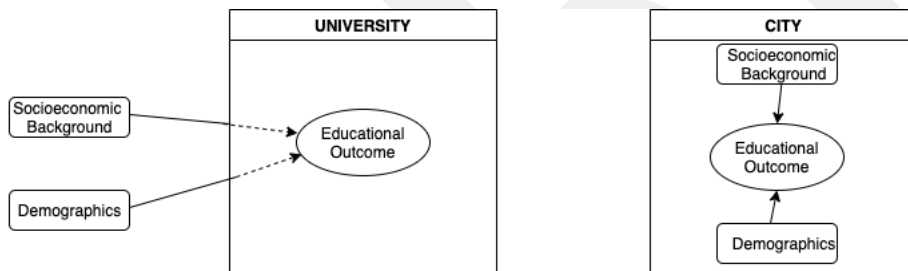 UNIVERSITY
Socioeconomic
Background
Educational
Outcome
Demographics
CITY
Socioeconomic
Background
Educational
Outcome
Demographics